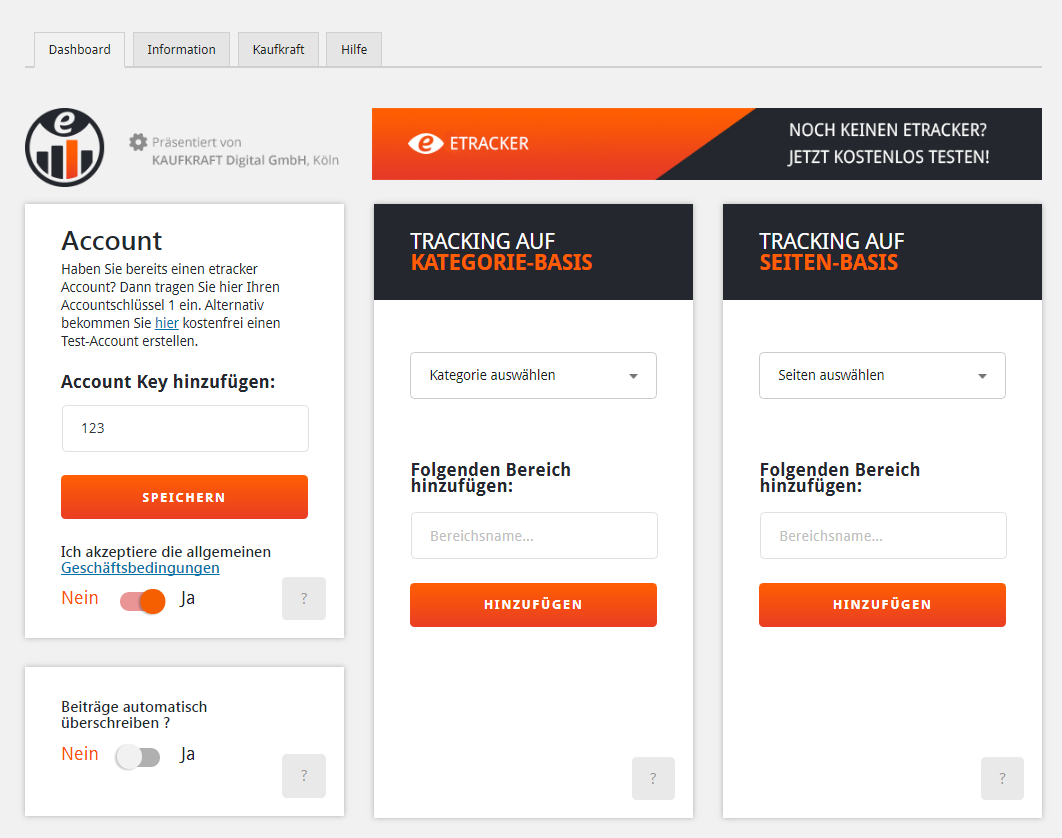 Dashboard
Information
Kaufkraft
Hilfe
e
Präsentiert von
KAUFKRAFT Digital GmbH, Köln
e ETRACKER
NOCH KEINEN ETRACKER?
JETZT KOSTENLOS TESTEN!
Account
Haben Sie bereits einen etracker
Account? Dann tragen Sie hier Ihren
Accountschlüssel 1 ein. Alternativ
bekommen Sie hier kostenfrei einen
Test-Account erstellen.
Account Key hinzufügen:
123
SPEICHERN
Ich akzeptiere die allgemeinen
Geschäftsbedingungen
Nein Ja
?
Beiträge automatisch
überschreiben ?
Nein Ja
?
TRACKING AUF
KATEGORIE-BASIS
Kategorie auswählen
Folgenden Bereich
hinzufügen:
Bereichsname...
HINZUFÜGEN
?
TRACKING AUF
SEITEN-BASIS
Seiten auswählen
Folgenden Bereich
hinzufügen:
Bereichsname...
HINZUFÜGEN
?